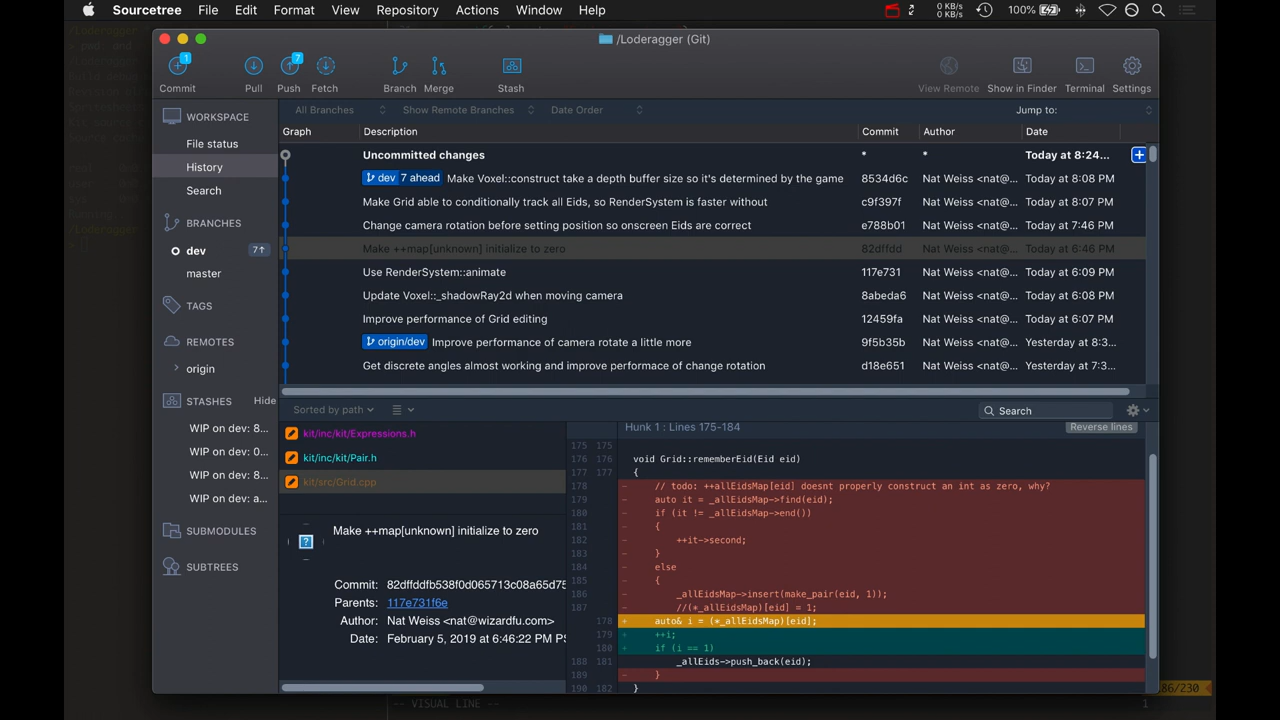 Sourcetree File Edit Format View Repository Actions Window Help 0 KB/s 0 KB/s 100%
/Loderagger (Git)
1 7
Commit Pull Push Fetch Branch Merge Stash View Remote Show in Finder Terminal Settings
WORKSPACE
File status
History
Search
BRANCHES
dev 7↑
master
TAGS
REMOTES
origin
STASHES Hide
WIP on dev: 8...
WIP on dev: 0...
WIP on dev: 8...
WIP on dev: a...
SUBMODULES
SUBTREES
All Branches Show Remote Branches Date Order Jump to:
Graph Description Commit Author Date
Uncommitted changes * * Today at 8:24...
dev 7 ahead Make Voxel::construct take a depth buffer size so it's determined by the game 8534d6c Nat Weiss <nat@... Today at 8:08 PM
Make Grid able to conditionally track all Eids, so RenderSystem is faster without c9f397f Nat Weiss <nat@... Today at 8:07 PM
Change camera rotation before setting position so onscreen Eids are correct e788b01 Nat Weiss <nat@... Today at 7:46 PM
Make ++map[unknown] initialize to zero 82dffdd Nat Weiss <nat@... Today at 6:46 PM
Use RenderSystem::animate 117e731 Nat Weiss <nat@... Today at 6:09 PM
Update Voxel::_shadowRay2d when moving camera 8abeda6 Nat Weiss <nat@... Today at 6:08 PM
Improve performance of Grid editing 12459fa Nat Weiss <nat@... Today at 6:07 PM
origin/dev Improve performance of camera rotate a little more 9f5b35b Nat Weiss <nat@... Yesterday at 8:3...
Get discrete angles almost working and improve performace of change rotation d18e651 Nat Weiss <nat@... Yesterday at 7:3...
Sorted by path Search
kit/inc/kit/Expressions.h
kit/inc/kit/Pair.h
kit/src/Grid.cpp
Make ++map[unknown] initialize to zero
Commit: 82dffddfb538f0d065713c08a65d75
Parents: 117e731f6e
Author: Nat Weiss <nat@wizardfu.com>
Date: February 5, 2019 at 6:46:22 PM PS
Hunk 1 : Lines 175-184 Reverse lines
175 175
176 176 void Grid::rememberEid(Eid eid)
177 177 {
178 - // todo: ++allEidsMap[eid] doesnt properly construct an int as zero, why?
179 - auto it = _allEidsMap->find(eid);
180 - if (it != _allEidsMap->end())
181 - {
182 - ++it->second;
183 - }
184 - else
185 - {
186 - _allEidsMap->insert(make_pair(eid, 1));
187 - //(*_allEidsMap)[eid] = 1;
178 + auto& i = (*_allEidsMap)[eid];
179 + ++i;
180 + if (i == 1)
188 181 _allEids->push_back(eid);
189 - }
190 182 }
-- VISUAL LINE -- 1
86/230